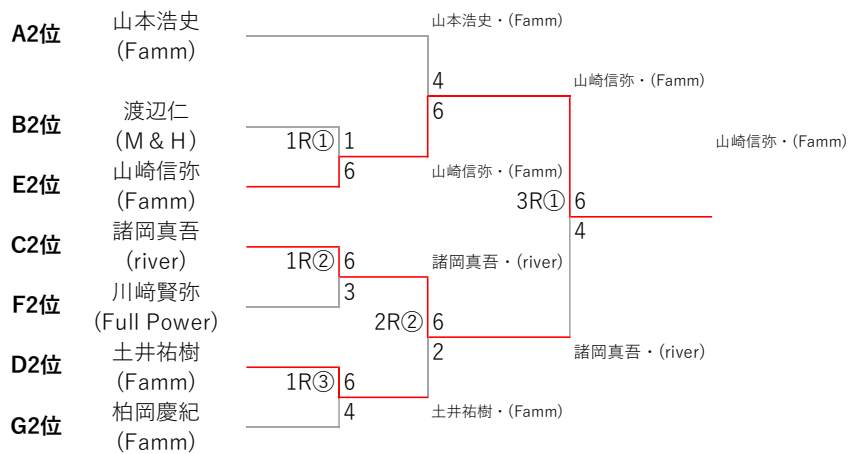 A2位
山本浩史
(Famm)
山本浩史・(Famm)
4
6
山崎信弥・(Famm)
B2位
渡辺仁
(M & H)
1R①
1
6
E2位
山崎信弥
(Famm)
山崎信弥・(Famm)
山崎信弥・(Famm)
3R①
6
4
C2位
諸岡真吾
(river)
1R②
6
3
諸岡真吾・(river)
F2位
川﨑賢弥
(Full Power)
2R②
6
2
諸岡真吾・(river)
D2位
土井祐樹
(Famm)
1R③
6
4
土井祐樹・(Famm)
G2位
柏岡慶紀
(Famm)